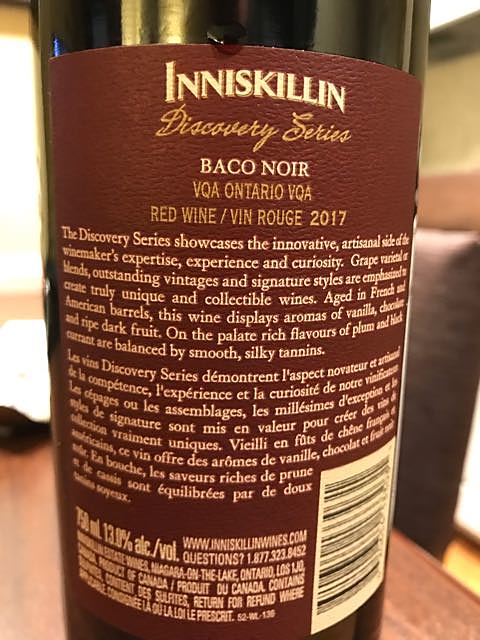 INNISKILLIN
Discovery Series
BACO NOIR
VQA ONTARIO VQA
RED WINE / VIN ROUGE 2017
The Discovery Series showcases the innovative, artisanal side of the
winemaker's expertise, experience and curiosity. Grape varietal or
blends, outstanding vintages and signature styles are emphasized to
create truly unique and collectible wines. Aged in French and
American barrels, this wine displays aromas of vanilla, chocolate
and ripe dark fruit. On the palate rich flavours of plum and black
currant are balanced by smooth, silky tannins.
Les vins Discovery Series démontrent l'aspect novateur et artisanal
de la compétence, l'expérience et la curiosité de notre vinificateur.
Les cépages ou les assemblages, les millésimes d'exception et les
styles de signature sont mis en valeur pour créer des vins de
collection vraiment uniques. Vieilli en fûts de chêne français et
américains, ce vin offre des arômes de vanille, chocolat et fruit
noir. En bouche, les saveurs riches de prune
et de cassis sont équilibrées par de doux
tanins soyeux.
750 ml 13.0% alc./vol. WWW.INNISKILLINWINES.COM
QUESTIONS? 1.877.323.8452
INNISKILLIN ESTATE WINES, NIAGARA-ON-THE-LAKE, ONTARIO, L0S 1J0,
CANADA. PRODUCT OF CANADA / PRODUIT DU CANADA. CONTAINS
SULPHITES. CONTIENT DES SULFITES. RETURN FOR REFUND WHERE
APPLICABLE. CONSIGNÉE LÀ OÙ LA LOI LE PRESCRIT. 52-WL-136